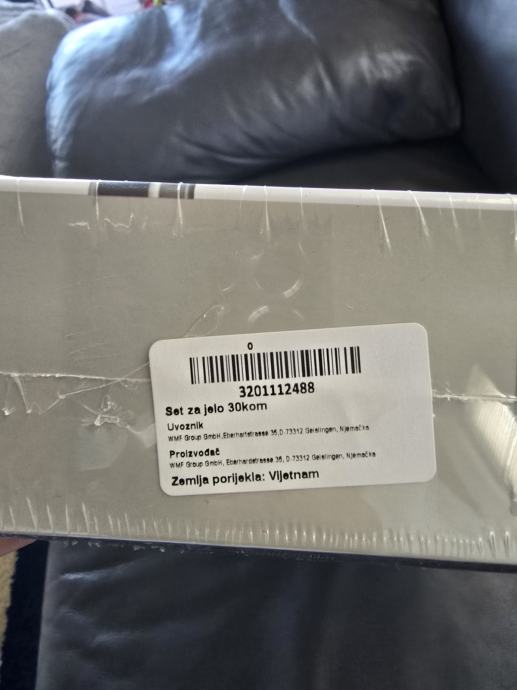 0
3201112488
Set za jelo 30kom
Uvoznik
WMF Group GmbH,Eberhartstrasse 35,D-73312 Geislingen, Njemačka
Proizvođač
WMF Group GmbH, Eberhardstrasse 35, D-73312 Geislingen, Njemačka
Zemlja porijekla: Vijetnam